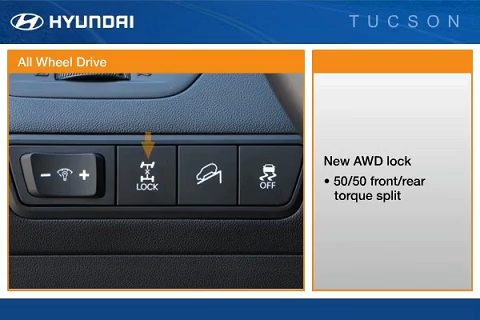 HYUNDAI
TUCSON
All Wheel Drive
LOCK
OFF
New AWD lock
• 50/50 front/rear
torque split